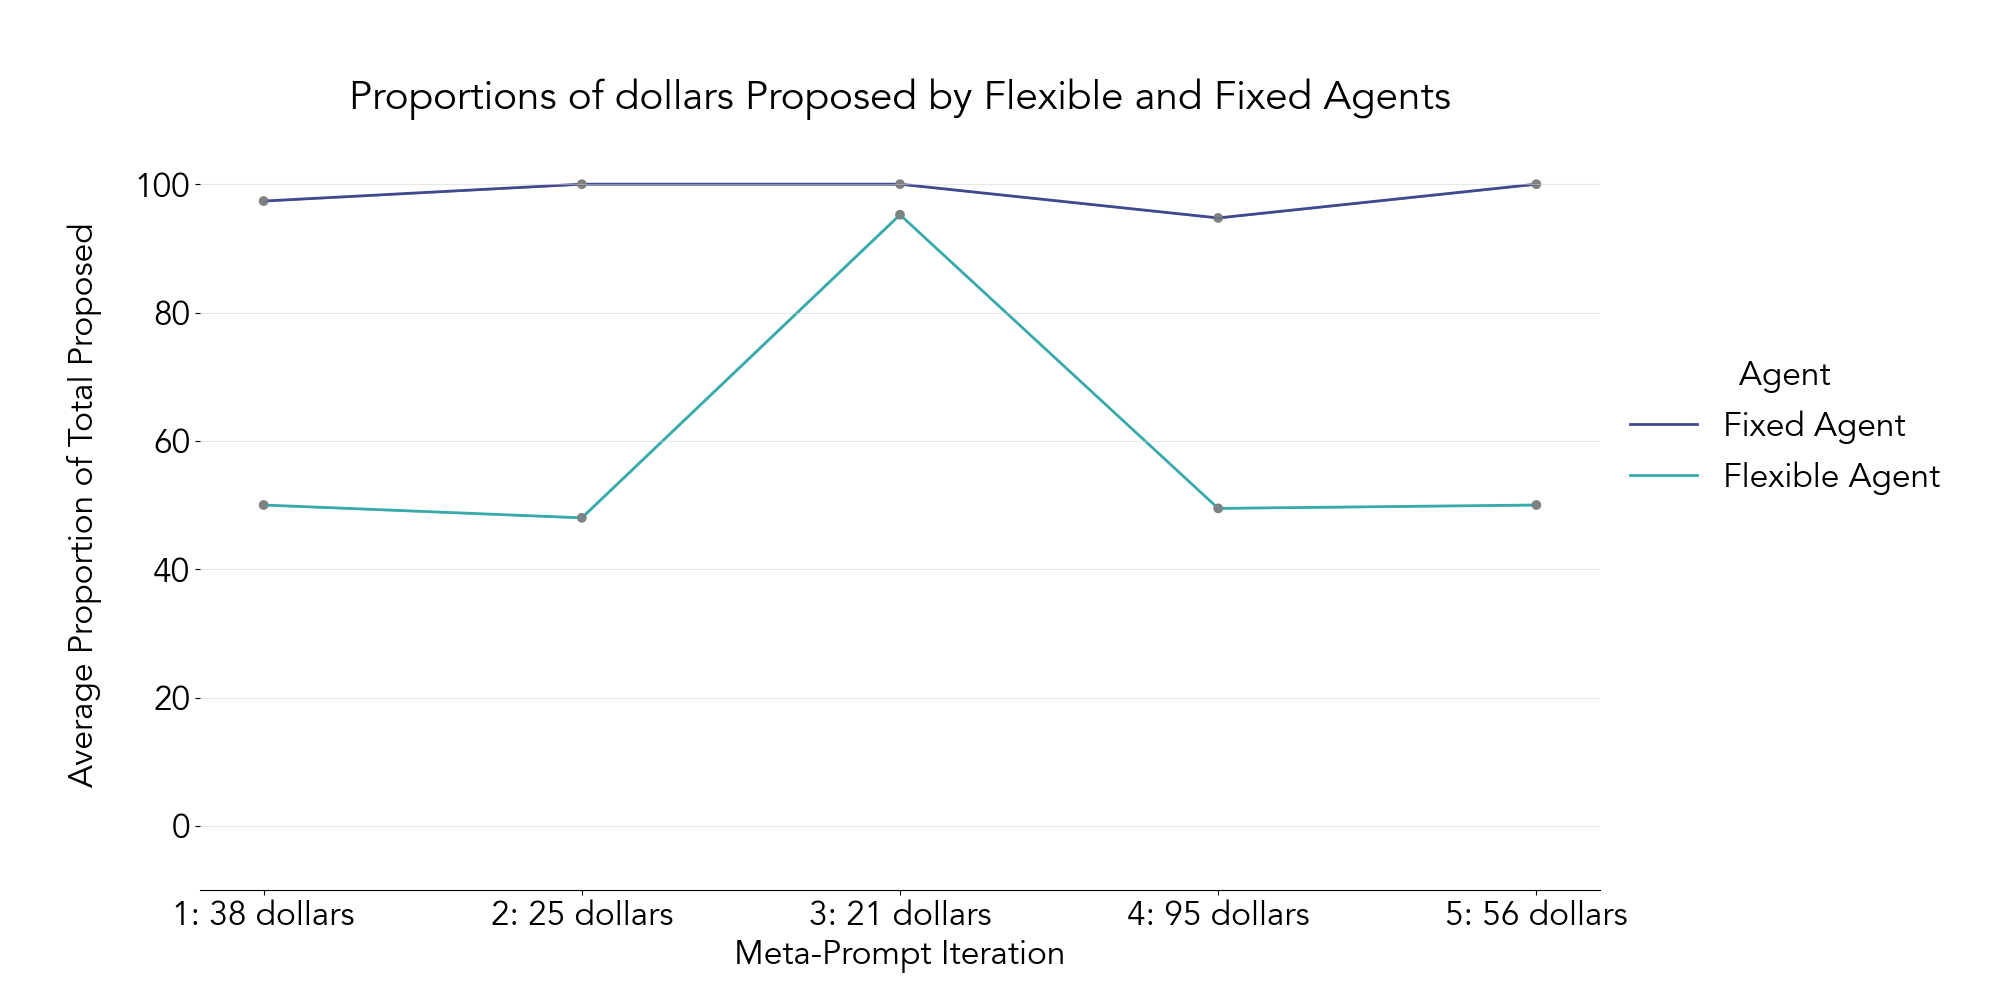 Proportions of dollars Proposed by Flexible and Fixed Agents
Average Proportion of Total Proposed
100
80
60
40
20
0
1: 38 dollars
2: 25 dollars
3: 21 dollars
4: 95 dollars
5: 56 dollars
Meta-Prompt Iteration
Agent
Fixed Agent
Flexible Agent